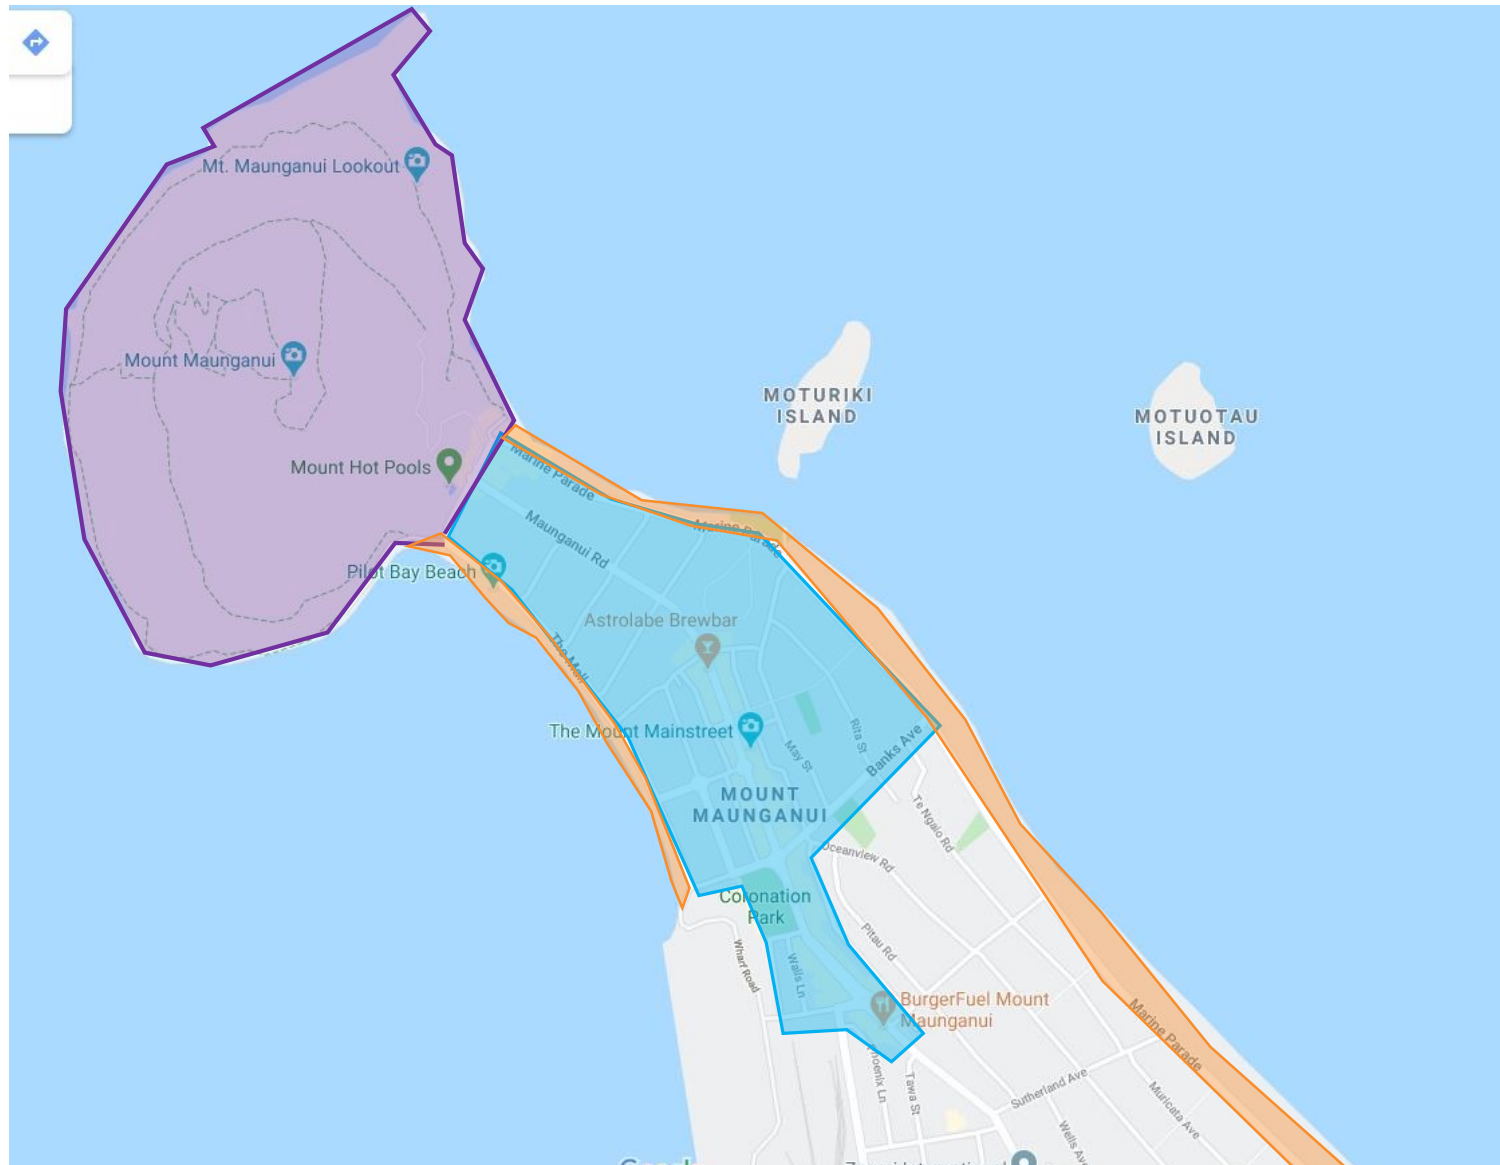 Mt. Maunganui Lookout
Mount Maunganui
MOTURIKI
ISLAND
MOTUOTAU
ISLAND
Mount Hot Pools
Marine Parade
Maunganui Rd
Marine Parade
Pilot Bay Beach
Astrolabe Brewbar
The Mall
The Mount Mainstreet
May St
Rita St
Banks Ave
MOUNT
MAUNGANUI
Te Ngaio Rd
Oceanview Rd
Coronation
Park
Pitau Rd
Wharf Road
Walls Ln
BurgerFuel Mount
Maunganui
Marine Parade
Phoenix Ln
Tawa St
Sutherland Ave
Muricata Ave
Wells Ave